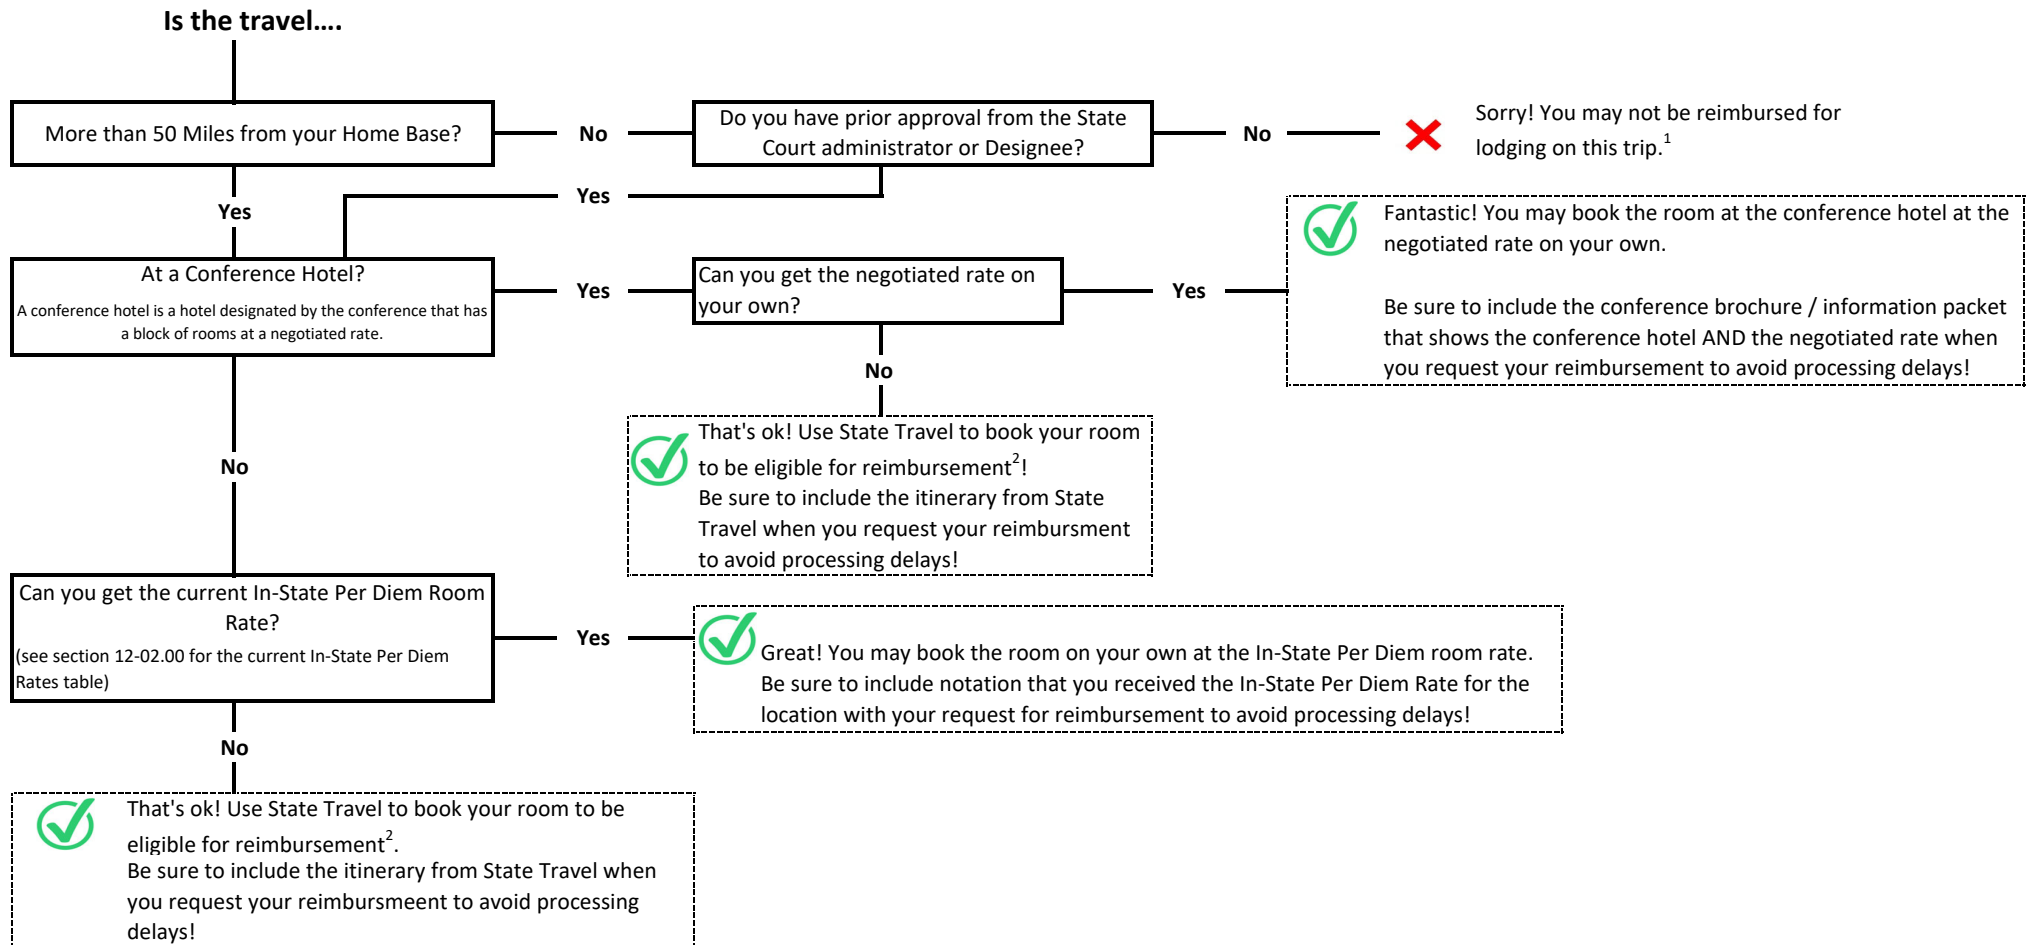 Is the travel....
More than 50 Miles from your Home Base?
No
Do you have prior approval from the State
Court administrator or Designee?
No
Sorry! You may not be reimbursed for
lodging on this trip.1
Yes
Yes
At a Conference Hotel?
A conference hotel is a hotel designated by the conference that has
a block of rooms at a negotiated rate.
Yes
Can you get the negotiated rate on
your own?
Yes
Fantastic! You may book the room at the conference hotel at the
negotiated rate on your own.
Be sure to include the conference brochure / information packet
that shows the conference hotel AND the negotiated rate when
you request your reimbursement to avoid processing delays!
No
That's ok! Use State Travel to book your room
to be eligible for reimbursement2!
Be sure to include the itinerary from State
Travel when you request your reimbursment
to avoid processing delays!
No
Can you get the current In-State Per Diem Room
Rate?
(see section 12-02.00 for the current In-State Per Diem
Rates table)
Yes
Great! You may book the room on your own at the In-State Per Diem room rate.
Be sure to include notation that you received the In-State Per Diem Rate for the
location with your request for reimbursement to avoid processing delays!
No
That's ok! Use State Travel to book your room to be
eligible for reimbursement2.
Be sure to include the itinerary from State Travel when
you request your reimbursmeent to avoid processing
delays!